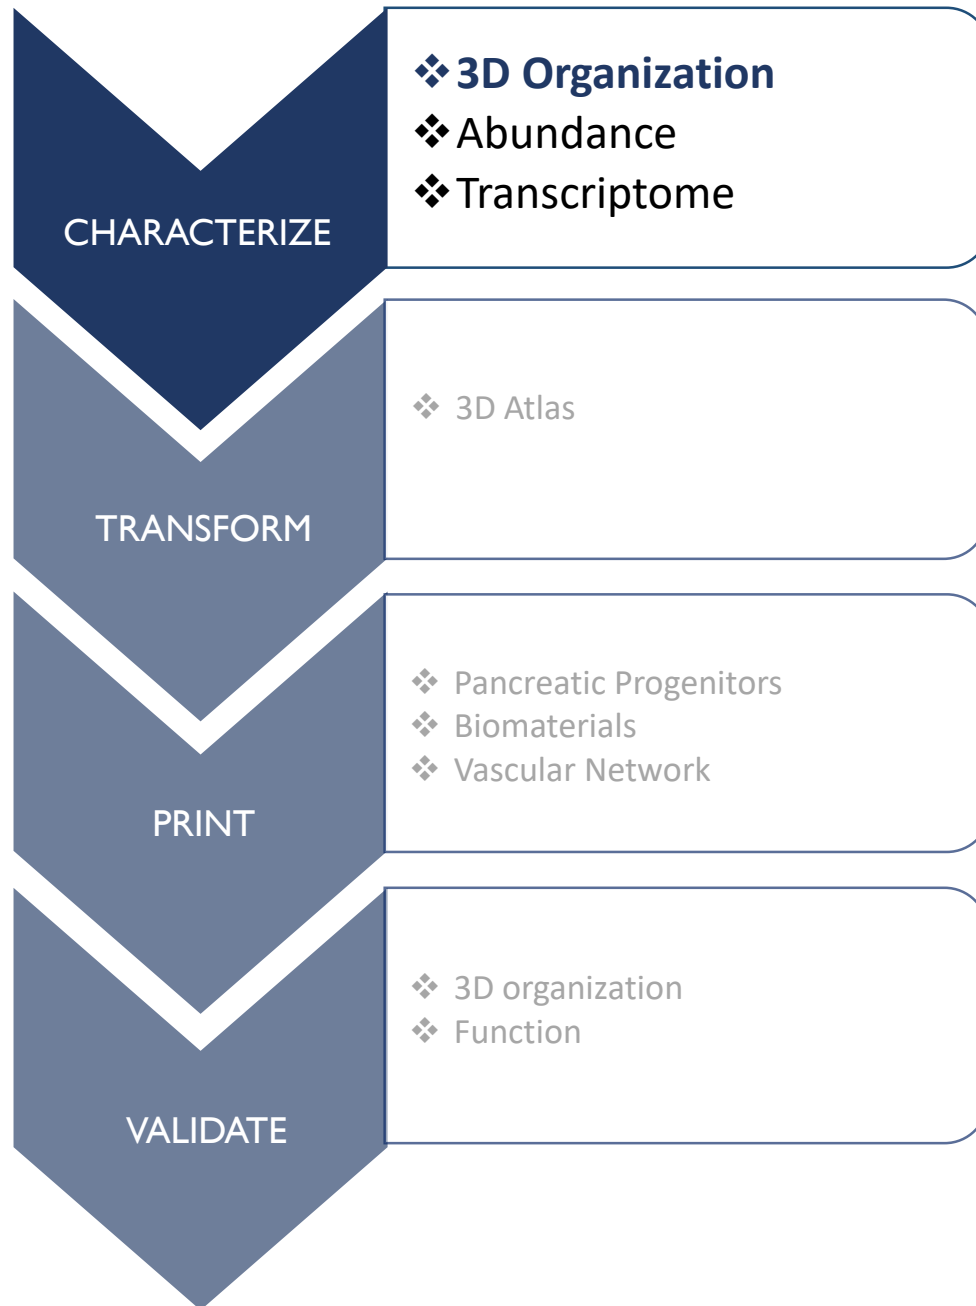 ❖ 3D Organization
❖ Abundance
❖ Transcriptome
CHARACTERIZE
❖ 3D Atlas
TRANSFORM
❖ Pancreatic Progenitors
❖ Biomaterials
❖ Vascular Network
PRINT
❖ 3D organization
❖ Function
VALIDATE